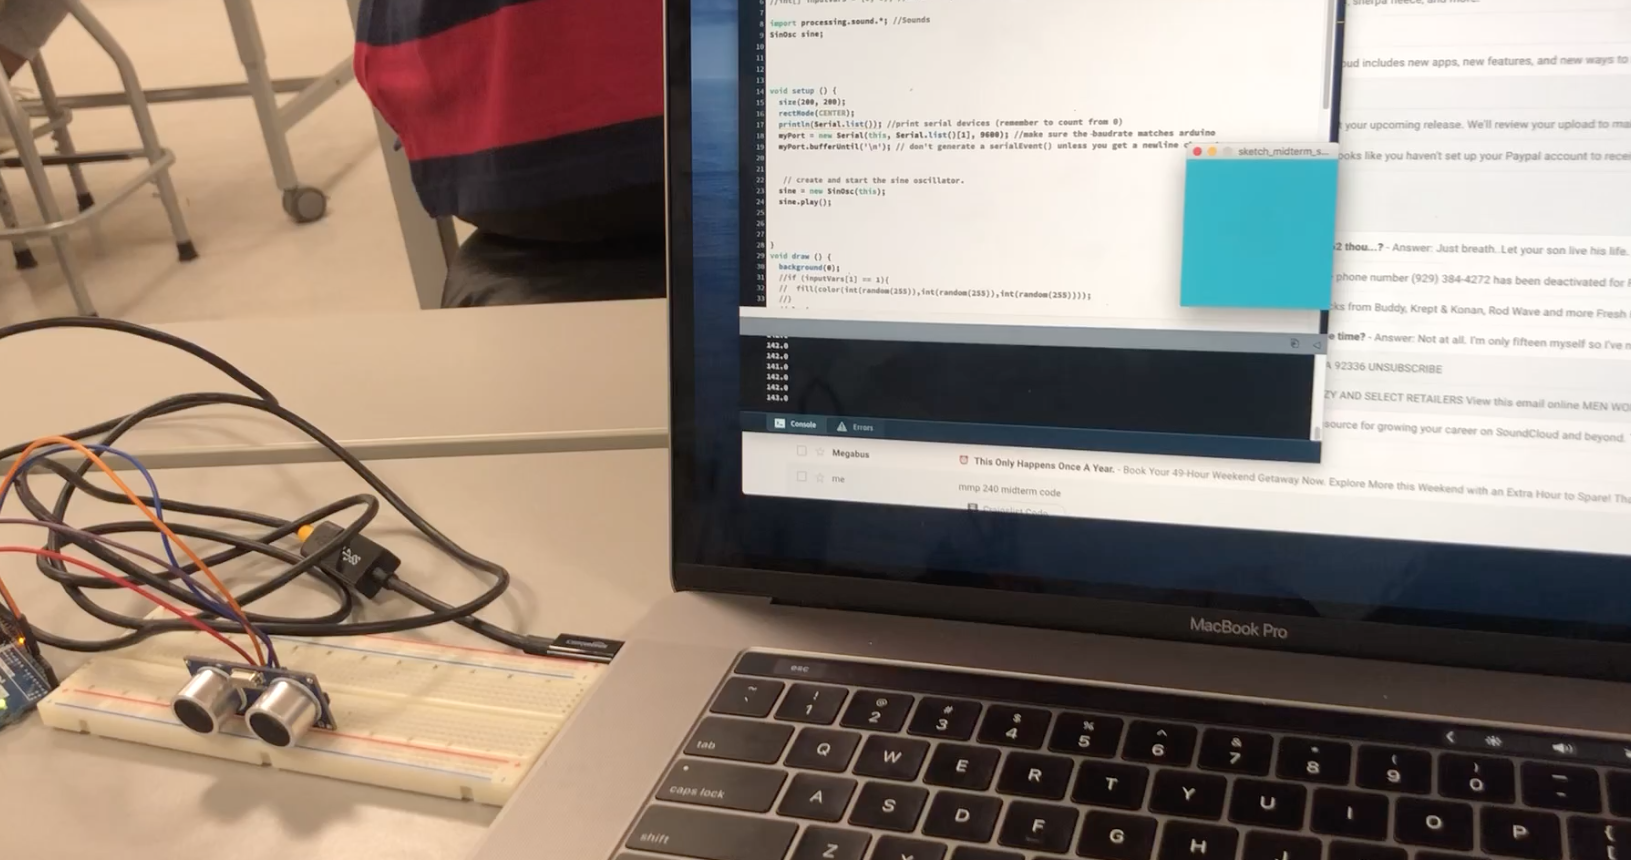 import processing.sound.*; //Sounds
SinOsc sine;
void setup () {
size(200, 200);
rectMode(CENTER);
println(Serial.list()); //print serial devices (remember to count from 0)
myPort = new Serial(this, Serial.list()[1], 9600); //make sure the baudrate matches arduino
myPort.bufferUntil('\n'); // don't generate a serialEvent() unless you get a newline
// create and start the sine oscillator.
sine = new SinOsc(this);
sine.play();
}
void draw () {
background(0);
//if (inputVars[1] == 1){
// fill(color(int(random(255)),int(random(255)),int(random(255))));
//}
sketch_midterm_s...
142.0
142.0
141.0
142.0
142.0
143.0
Console
Errors
includes new apps, new features, and new ways to
your upcoming release. We'll review your upload to
like you haven't set up your Paypal account to
2 thou...? - Answer: Just breath..Let your son live his life.
phone number (929) 384-4272 has been deactivated for
from Buddy, Krept & Konan, Rod Wave and more Fresh
time? - Answer: Not at all. I'm only fifteen myself so I've
92336 UNSUBSCRIBE
AND SELECT RETAILERS View this email online MEN
source for growing your career on SoundCloud and beyond.
Megabus
This Only Happens Once A Year. - Book Your 49-Hour Weekend Getaway Now. Explore More this Weekend with an Extra Hour to Spare!
me
mmp 240 midterm code
MacBook Pro
esc
~ `
! 1
@ 2
# 3
$ 4
% 5
^ 6
& 7
* 8
( 9
) 0
tab
Q W E R T Y U I O P
caps lock
A S D F G H
shift
Z